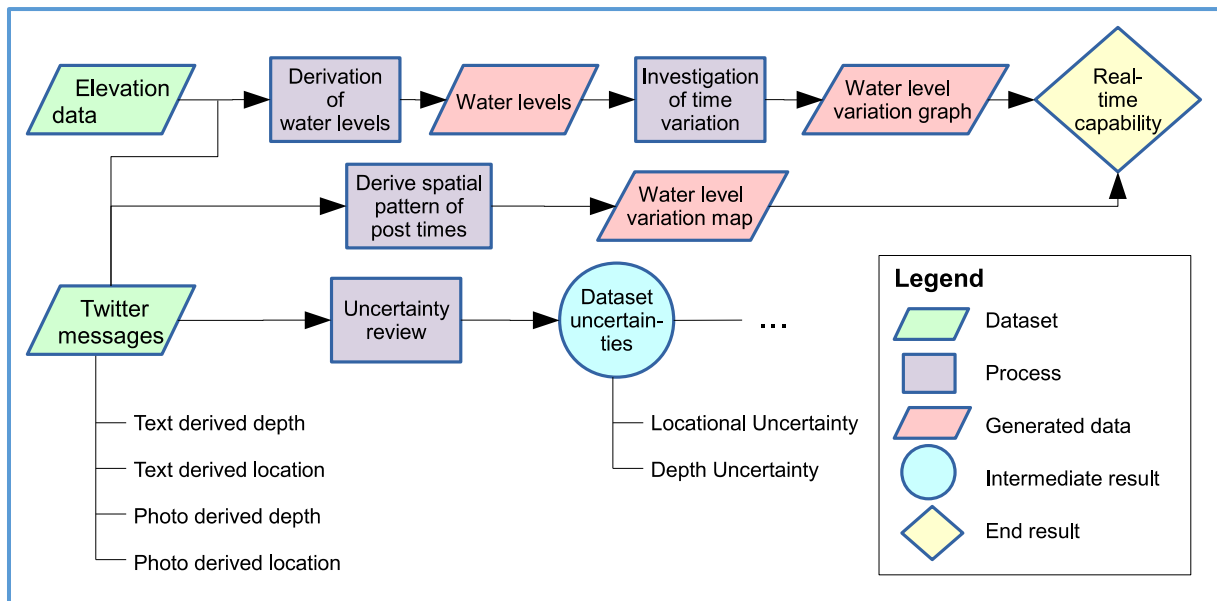 Elevation
data
Derivation
of
water levels
Water levels
Investigation
of time
variation
Water level
variation graph
Real-
time
capability
Derive spatial
pattern of
post times
Water level
variation map
Twitter
messages
Uncertainty
review
Dataset
uncertain-
ties
...
Text derived depth
Text derived location
Photo derived depth
Photo derived location
Locational Uncertainty
Depth Uncertainty
Legend
Dataset
Process
Generated data
Intermediate result
End result